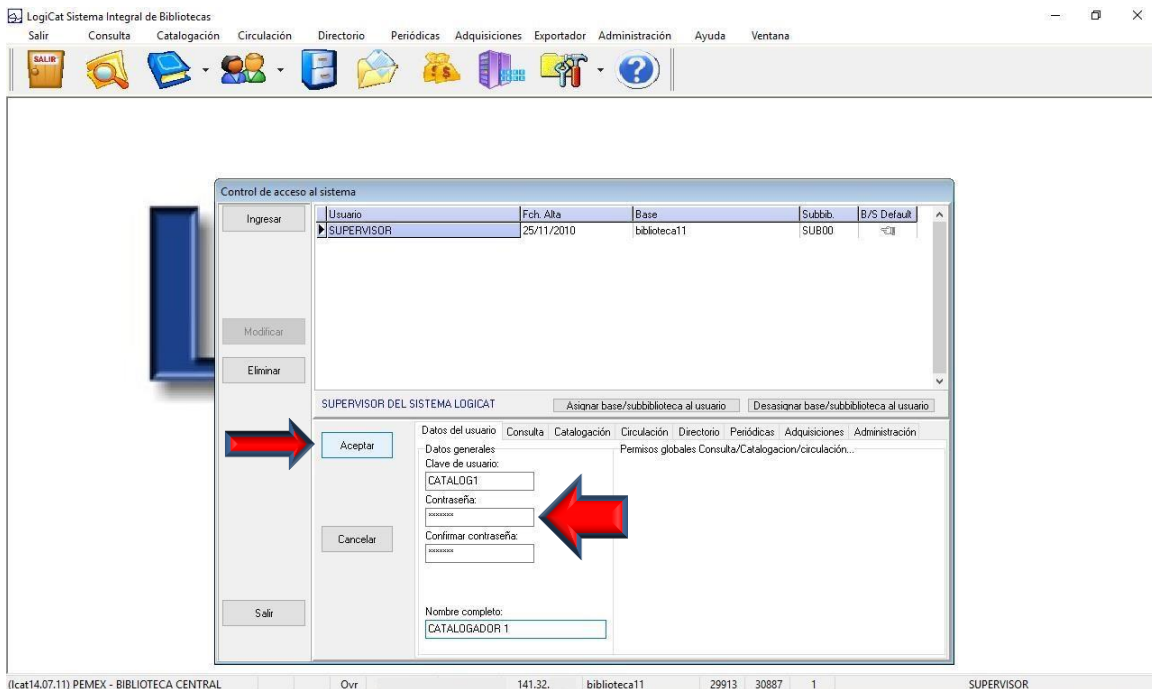 LogiCat Sistema Integral de Bibliotecas
Salir Consulta Catalogación Circulación Directorio Periódicas Adquisiciones Exportador Administración Ayuda Ventana
SALIR
Control de acceso al sistema
Ingresar
Modificar
Eliminar
Salir
Usuario Fch. Alta Base Subbib. B/S Default
SUPERVISOR 25/11/2010 biblioteca11 SUB00
SUPERVISOR DEL SISTEMA LOGICAT Asignar base/subbiblioteca al usuario Desasignar base/subbiblioteca al usuario
Aceptar
Cancelar
Datos del usuario Consulta Catalogación Circulación Directorio Periódicas Adquisiciones Administración
Datos generales
Permisos globales Consulta/Catalogacion/circulación...
Clave de usuario:
CATALOG1
Contraseña:
×××××××
Confirmar contraseña:
×××××××
Nombre completo:
CATALOGADOR 1
(lcat14.07.11) PEMEX - BIBLIOTECA CENTRAL Ovr 141.32. biblioteca11 29913 30887 1 SUPERVISOR